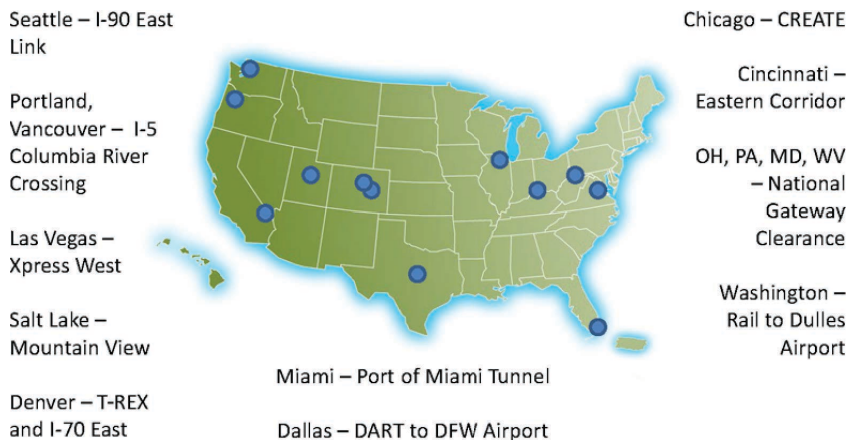 Seattle – I-90 East
Link
Portland,
Vancouver – I-5
Columbia River
Crossing
Las Vegas –
Xpress West
Salt Lake –
Mountain View
Denver – T-REX
and I-70 East
Miami – Port of Miami Tunnel
Dallas – DART to DFW Airport
Chicago – CREATE
Cincinnati –
Eastern Corridor
OH, PA, MD, WV
– National
Gateway
Clearance
Washington –
Rail to Dulles
Airport